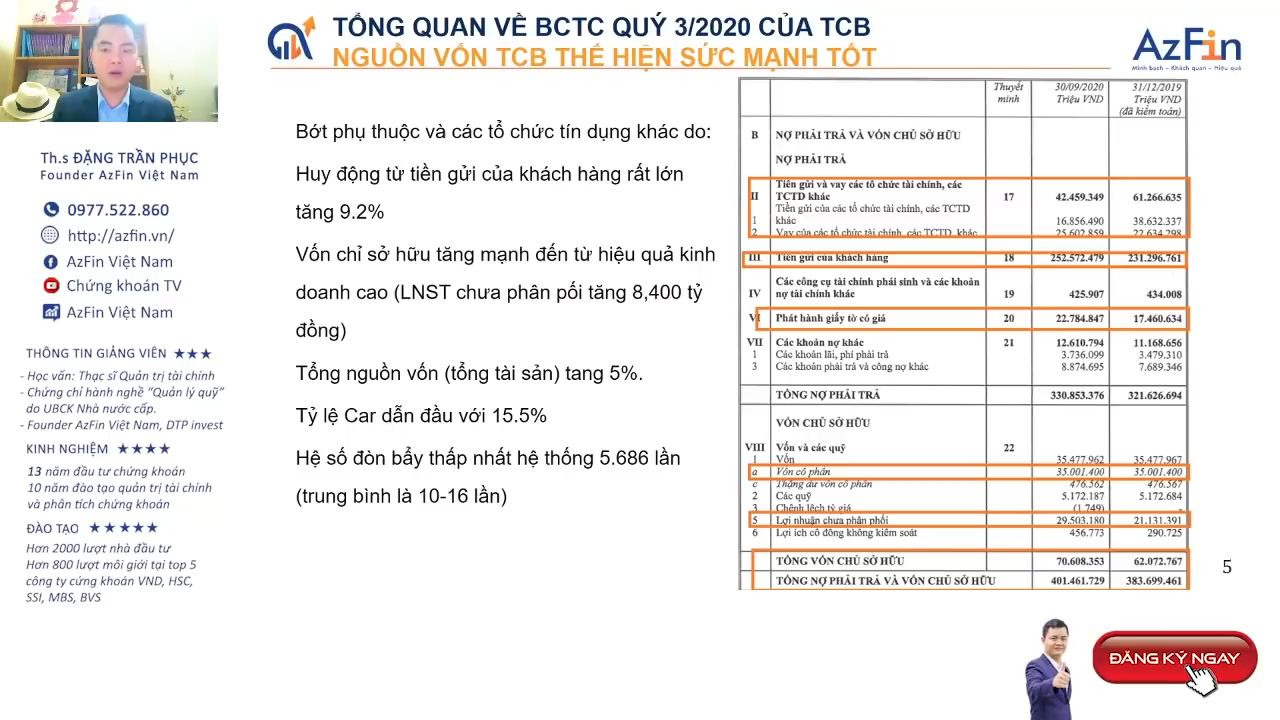 TỔNG QUAN VỀ BCTC QUÝ 3/2020 CỦA TCB
NGUỒN VỐN TCB THỂ HIỆN SỨC MẠNH TỐT
AzFin
Minh bạch – Khách quan – Hiệu quả
Th.s ĐẶNG TRẦN PHỤC
Founder AzFin Việt Nam
0977.522.860
http://azfin.vn/
AzFin Việt Nam
Chứng khoán TV
AzFin Việt Nam
THÔNG TIN GIẢNG VIÊN ★★★
- Học vấn: Thạc sĩ Quản trị tài chính
- Chứng chỉ hành nghề “Quản lý quỹ”
do UBCK Nhà nước cấp.
- Founder AzFin Việt Nam, DTP invest
KINH NGHIỆM ★★★★
13 năm đầu tư chứng khoán
10 năm đào tạo quản trị tài chính
và phân tích chứng khoán
ĐÀO TẠO ★★★★★
Hơn 2000 lượt nhà đầu tư
Hơn 800 lượt môi giới tại top 5
công ty cứng khoán VND, HSC,
SSI, MBS, BVS
Bớt phụ thuộc và các tổ chức tín dụng khác do:
Huy động từ tiền gửi của khách hàng rất lớn
tăng 9.2%
Vốn chỉ sở hữu tăng mạnh đến từ hiệu quả kinh
doanh cao (LNST chưa phân pối tăng 8,400 tỷ
đồng)
Tổng nguồn vốn (tổng tài sản) tang 5%.
Tỷ lệ Car dẫn đầu với 15.5%
Hệ số đòn bẩy thấp nhất hệ thống 5.686 lần
(trung bình là 10-16 lần)
Thuyết minh 30/09/2020 Triệu VND 31/12/2019 Triệu VND (đã kiểm toán)
B NỢ PHẢI TRẢ VÀ VỐN CHỦ SỞ HỮU
NỢ PHẢI TRẢ
II Tiền gửi và vay các tổ chức tài chính, các TCTD khác 17 42.459.349 61.266.635
1 Tiền gửi của các tổ chức tài chính, các TCTD khác 16.856.490 38.632.337
2 Vay của các tổ chức tài chính, các TCTD, khác 25.602.859 22.634.298
III Tiền gửi của khách hàng 18 252.572.479 231.296.761
IV Các công cụ tài chính phái sinh và các khoản nợ tài chính khác 19 425.907 434.008
VI Phát hành giấy tờ có giá 20 22.784.847 17.460.634
VII Các khoản nợ khác 21 12.610.794 11.168.656
1 Các khoản lãi, phí phải trả 3.736.099 3.479.310
3 Các khoản phải trả và công nợ khác 8.874.695 7.689.346
TỔNG NỢ PHẢI TRẢ 330.853.376 321.626.694
VỐN CHỦ SỞ HỮU
VIII Vốn và các quỹ 22
1 Vốn 35.477.962 35.477.967
a Vốn cổ phần 35.001.400 35.001.400
c Thặng dư vốn cổ phần 476.562 476.567
2 Các quỹ 5.172.187 5.172.684
3 Chênh lệch tỷ giá (1.749) -
5 Lợi nhuận chưa phân phối 29.503.180 21.131.391
6 Lợi ích cổ đông không kiểm soát 456.773 290.725
TỔNG VỐN CHỦ SỞ HỮU 70.608.353 62.072.767
TỔNG NỢ PHẢI TRẢ VÀ VỐN CHỦ SỞ HỮU 401.461.729 383.699.461
5
ĐĂNG KÝ NGAY